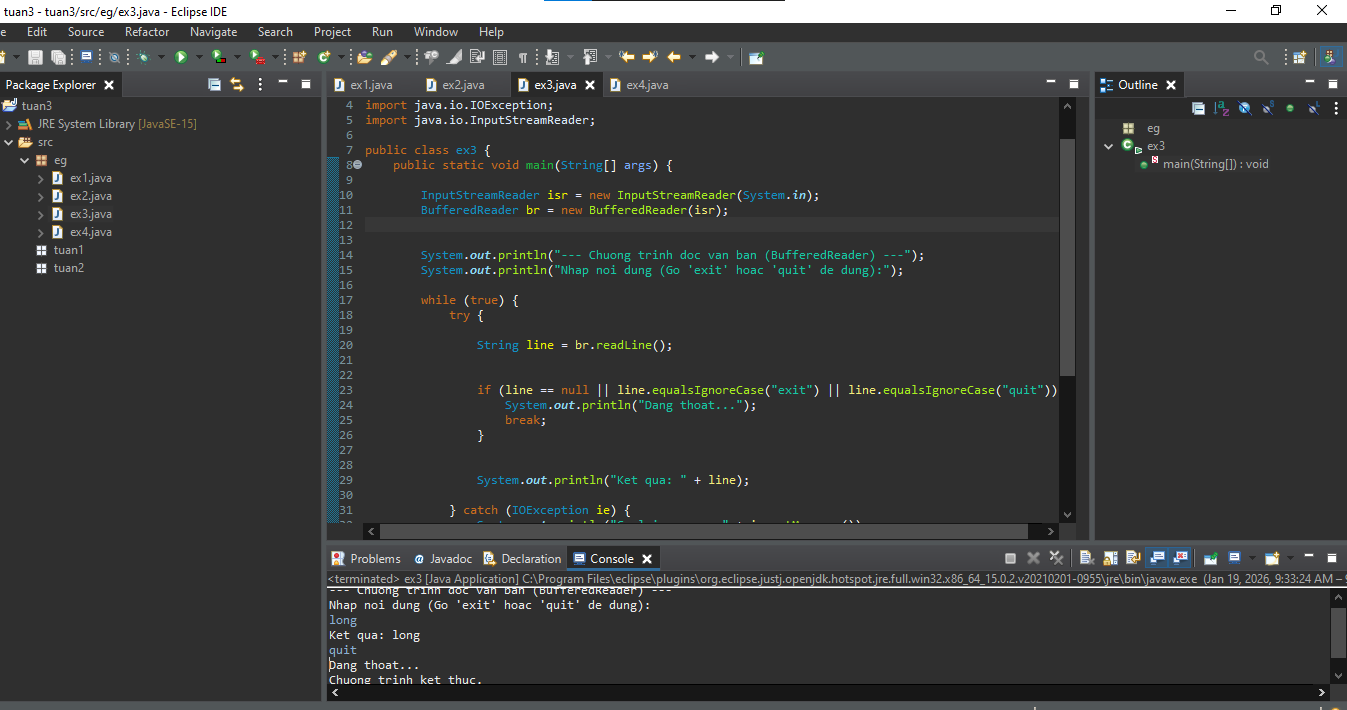 tuan3 - tuan3/src/eg/ex3.java - Eclipse IDE
e Edit Source Refactor Navigate Search Project Run Window Help
Package Explorer
tuan3
JRE System Library [JavaSE-15]
src
eg
ex1.java
ex2.java
ex3.java
ex4.java
tuan1
tuan2
ex1.java ex2.java ex3.java ex4.java
4 import java.io.IOException;
5 import java.io.InputStreamReader;
6
7 public class ex3 {
8 public static void main(String[] args) {
9
10 InputStreamReader isr = new InputStreamReader(System.in);
11 BufferedReader br = new BufferedReader(isr);
12
13
14 System.out.println("--- Chuong trinh doc van ban (BufferedReader) ---");
15 System.out.println("Nhap noi dung (Go 'exit' hoac 'quit' de dung):");
16
17 while (true) {
18 try {
19
20 String line = br.readLine();
21
22
23 if (line == null || line.equalsIgnoreCase("exit") || line.equalsIgnoreCase("quit"))
24 System.out.println("Dang thoat...");
25 break;
26 }
27
28
29 System.out.println("Ket qua: " + line);
30
31 } catch (IOException ie) {
Outline
eg
ex3
main(String[]) : void
Problems Javadoc Declaration Console
<terminated> ex3 [Java Application] C:\Program Files\eclipse\plugins\org.eclipse.justj.openjdk.hotspot.jre.full.win32.x86_64_15.0.2.v20210201-0955\jre\bin\javaw.exe (Jan 19, 2026, 9:33:24 AM –
--- Chuong trinh doc van ban (BufferedReader) ---
Nhap noi dung (Go 'exit' hoac 'quit' de dung):
long
Ket qua: long
quit
Dang thoat...
Chuong trinh ket thuc.